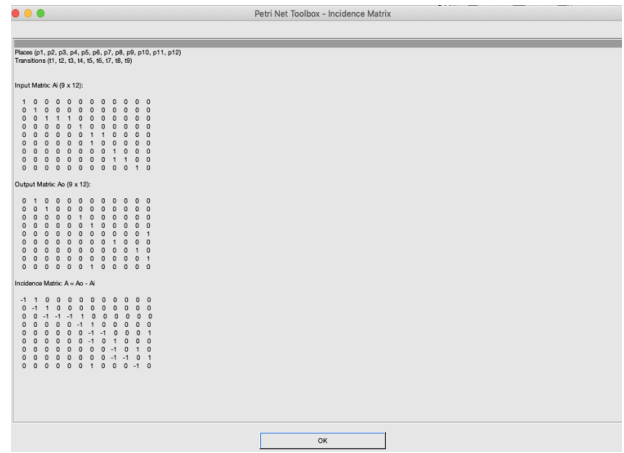 Petri Net Toolbox - Incidence Matrix
Places (p1, p2, p3, p4, p5, p6, p7, p8, p9, p10, p11, p12)
Transitions (t1, t2, t3, t4, t5, t6, t7, t8, t9)
Input Matrix: Ai (9 x 12):
1 0 0 0 0 0 0 0 0 0 0 0
0 1 0 0 0 0 0 0 0 0 0 0
0 0 1 1 1 0 0 0 0 0 0 0
0 0 0 0 0 1 0 0 0 0 0 0
0 0 0 0 0 0 1 1 0 0 0 0
0 0 0 0 0 0 1 0 0 0 0 0
0 0 0 0 0 0 0 0 1 0 0 0
0 0 0 0 0 0 0 0 1 1 0 0
0 0 0 0 0 0 0 0 0 0 1 0
Output Matrix: Ao (9 x 12):
0 1 0 0 0 0 0 0 0 0 0 0
0 0 1 0 0 0 0 0 0 0 0 0
0 0 0 0 0 1 0 0 0 0 0 0
0 0 0 0 0 0 1 0 0 0 0 0
0 0 0 0 0 0 0 0 0 0 0 1
0 0 0 0 0 0 0 0 1 0 0 0
0 0 0 0 0 0 0 0 0 0 1 0
0 0 0 0 0 0 0 0 0 0 0 1
0 0 0 0 0 0 1 0 0 0 0 0
Incidence Matrix: A = Ao - Ai
-1 1 0 0 0 0 0 0 0 0 0 0
0 -1 1 0 0 0 0 0 0 0 0 0
0 0 -1 -1 -1 1 0 0 0 0 0 0
0 0 0 0 0 -1 1 0 0 0 0 0
0 0 0 0 0 0 -1 -1 0 0 0 1
0 0 0 0 0 0 -1 0 1 0 0 0
0 0 0 0 0 0 0 0 -1 0 1 0
0 0 0 0 0 0 0 0 -1 -1 0 1
0 0 0 0 0 0 1 0 0 0 -1 0
OK